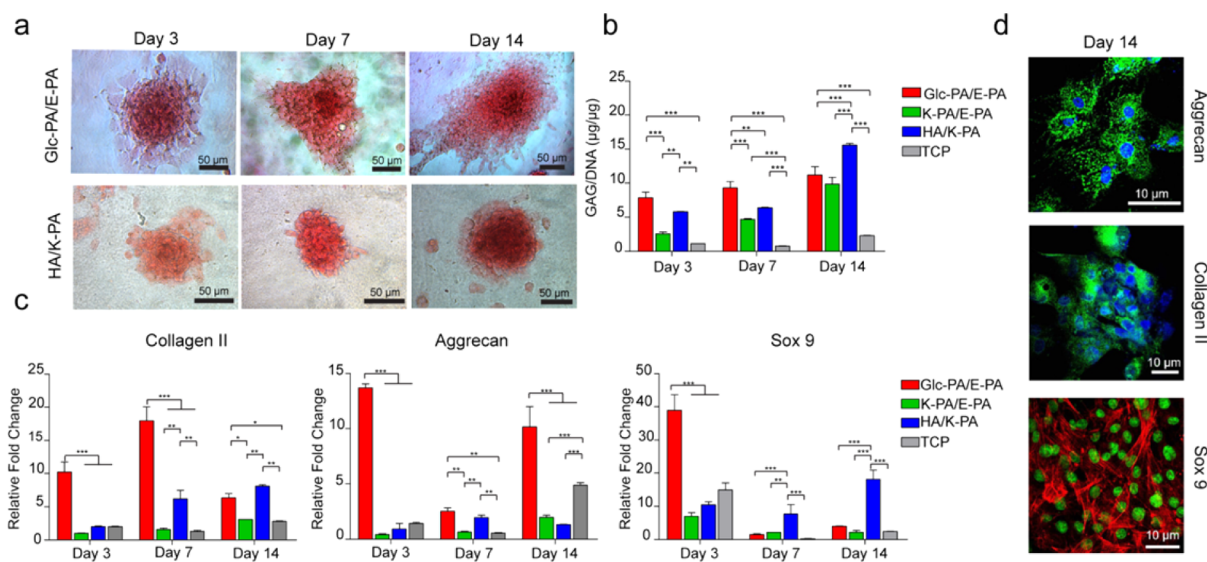 a
Day 3
Day 7
Day 14
Glc-PA/E-PA
50 µm
50 µm
50 µm
HA/K-PA
50 µm
50 µm
50 µm
b
GAG/DNA (µg/µg)
25
20
15
10
5
0
***
***
**
**
***
**
***
***
***
***
***
***
***
Day 3
Day 7
Day 14
Glc-PA/E-PA
K-PA/E-PA
HA/K-PA
TCP
c
Collagen II
Relative Fold Change
25
20
15
10
5
0
***
***
**
**
*
*
**
**
Day 3
Day 7
Day 14
Aggrecan
Relative Fold Change
15
10
5
0
***
**
**
**
**
***
***
***
Day 3
Day 7
Day 14
Sox 9
Relative Fold Change
50
40
30
20
10
0
***
***
**
***
***
***
***
Day 3
Day 7
Day 14
Glc-PA/E-PA
K-PA/E-PA
HA/K-PA
TCP
d
Day 14
Aggrecan
10 µm
Collagen II
10 µm
Sox 9
10 µm